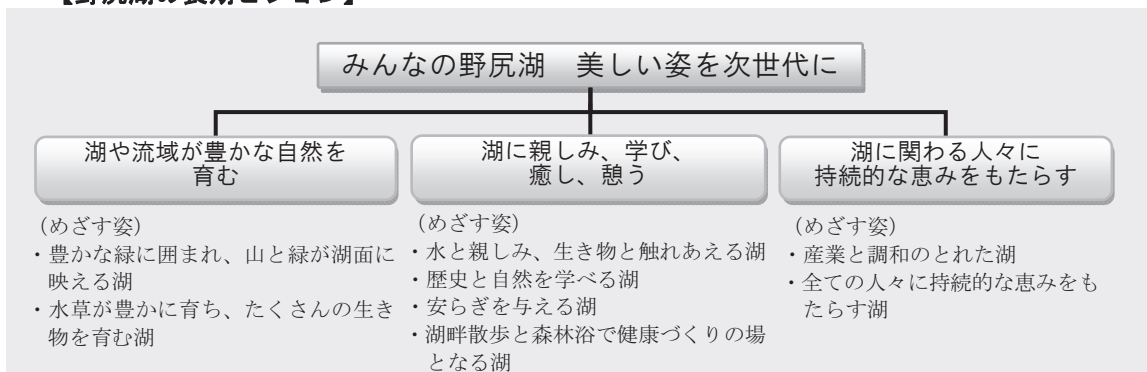 【野尻湖の長期ビジョン】
みんなの野尻湖　美しい姿を次世代に
湖や流域が豊かな自然を
育む
（めざす姿）
・豊かな緑に囲まれ、山と緑が湖面に
映える湖
・水草が豊かに育ち、たくさんの生き
物を育む湖
湖に親しみ、学び、
癒し、憩う
（めざす姿）
・水と親しみ、生き物と触れあえる湖
・歴史と自然を学べる湖
・安らぎを与える湖
・湖畔散歩と森林浴で健康づくりの場
となる湖
湖に関わる人々に
持続的な恵みをもたらす
（めざす姿）
・産業と調和のとれた湖
・全ての人々に持続的な恵みをも
たらす湖